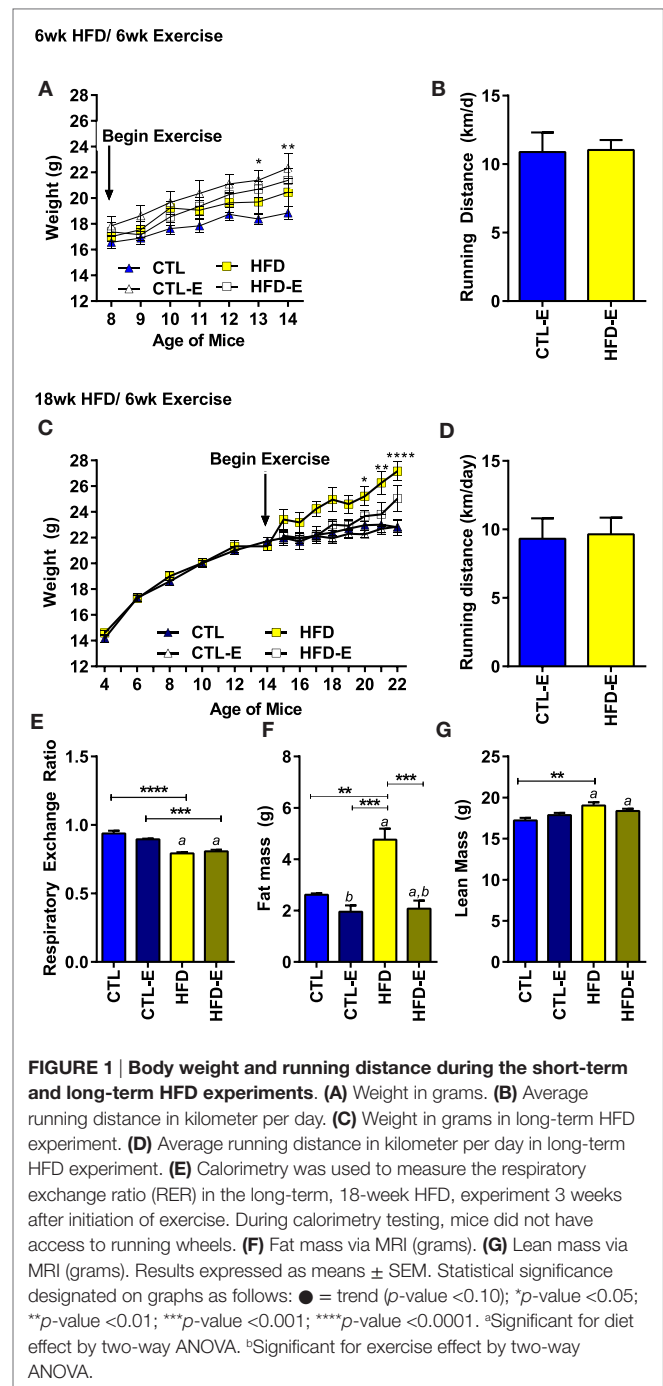 6wk HFD/ 6wk Exercise
A
B
28
26
24
22
20
18
16
14
12
Weight (g)
Begin Exercise
*
**
CTL
HFD
CTL-E
HFD-E
8 9 10 11 12 13 14
Age of Mice
15
10
5
0
Running Distance (km/d)
CTL-E
HFD-E
18wk HFD/ 6wk Exercise
C
D
28
26
24
22
20
18
16
14
12
Weight (g)
Begin Exercise
*
**
****
CTL
HFD
CTL-E
HFD-E
4 6 8 10 12 14 16 18 20 22
Age of Mice
15
10
5
0
Running distance (km/day)
CTL-E
HFD-E
E
1.5
1.0
0.5
0.0
Respiratory Exchange Ratio
****
***
a
a
CTL
CTL-E
HFD
HFD-E
F
8
6
4
2
0
Fat mass (g)
**
***
***
b
a
a,b
CTL
CTL-E
HFD
HFD-E
G
25
20
15
10
5
0
Lean Mass (g)
**
a
a
CTL
CTL-E
HFD
HFD-E
FIGURE 1 | Body weight and running distance during the short-term
and long-term HFD experiments. (A) Weight in grams. (B) Average
running distance in kilometer per day. (C) Weight in grams in long-term HFD
experiment. (D) Average running distance in kilometer per day in long-term
HFD experiment. (E) Calorimetry was used to measure the respiratory
exchange ratio (RER) in the long-term, 18-week HFD, experiment 3 weeks
after initiation of exercise. During calorimetry testing, mice did not have
access to running wheels. (F) Fat mass via MRI (grams). (G) Lean mass via
MRI (grams). Results expressed as means ± SEM. Statistical significance
designated on graphs as follows: ● = trend (p-value <0.10); *p-value <0.05;
**p-value <0.01; ***p-value <0.001; ****p-value <0.0001. ᵃSignificant for diet
effect by two-way ANOVA. ᵇSignificant for exercise effect by two-way
ANOVA.